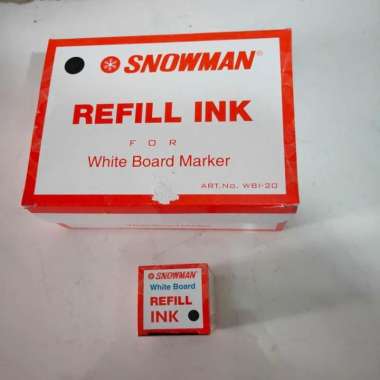 SNOWMAN®
REFILL INK
FOR
White Board Marker
ART.No. WBI-20
SNOWMAN
White Board
REFILL
INK